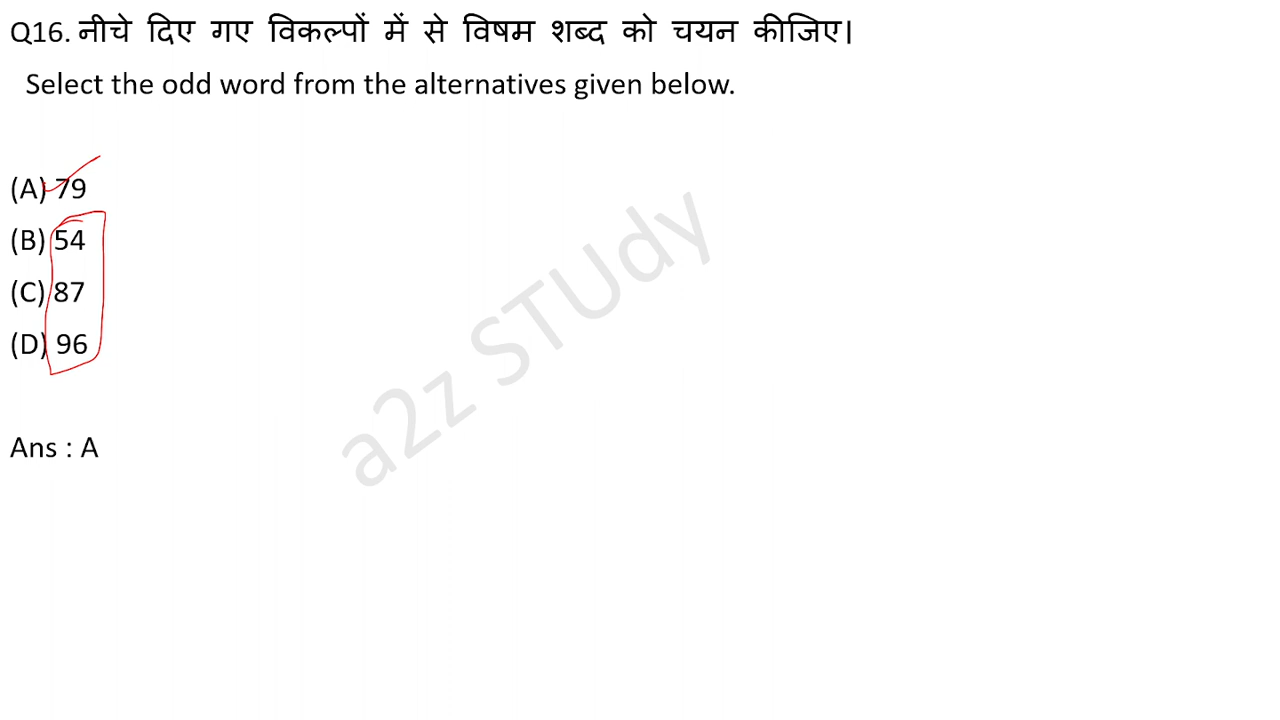 Q16. नीचे दिए गए विकल्पों में से विषम शब्द को चयन कीजिए।
Select the odd word from the alternatives given below.
(A) 79
(B) 54
(C) 87
(D) 96
Ans : A
a2z STUdy